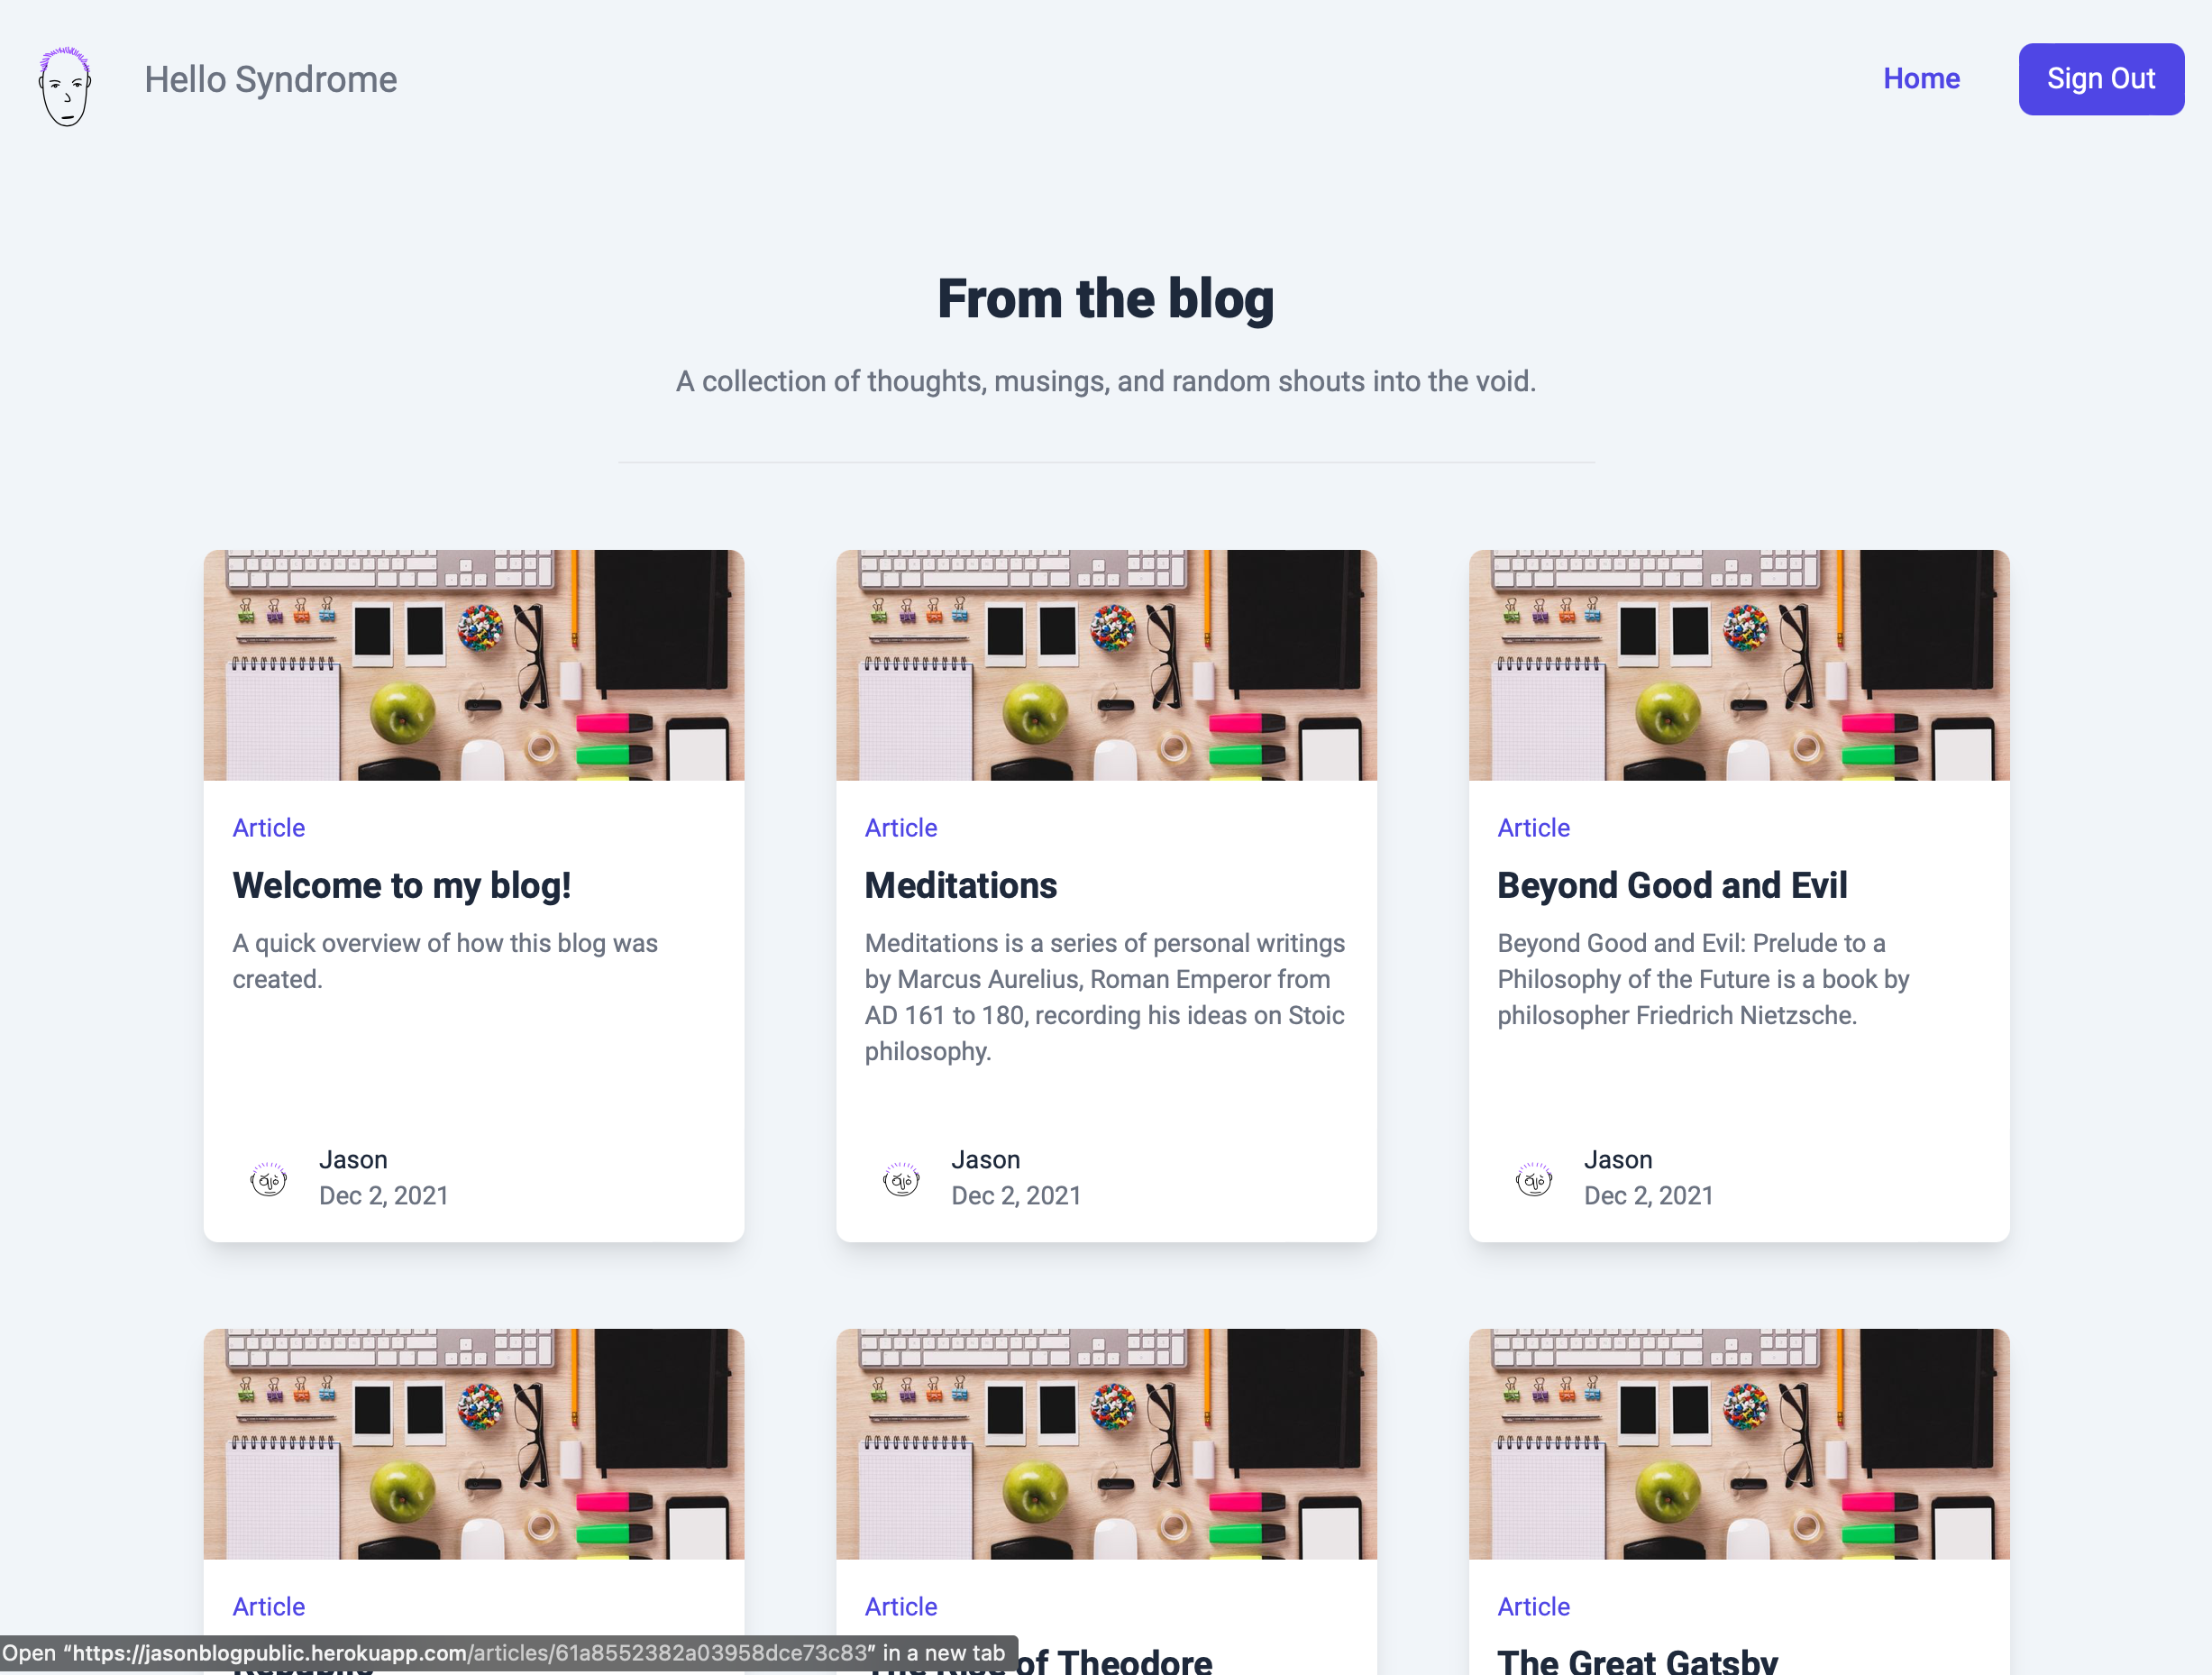 Hello Syndrome
Home
Sign Out
From the blog
A collection of thoughts, musings, and random shouts into the void.
Article
Welcome to my blog!
A quick overview of how this blog was
created.
Jason
Dec 2, 2021
Article
Meditations
Meditations is a series of personal writings
by Marcus Aurelius, Roman Emperor from
AD 161 to 180, recording his ideas on Stoic
philosophy.
Jason
Dec 2, 2021
Article
Beyond Good and Evil
Beyond Good and Evil: Prelude to a
Philosophy of the Future is a book by
philosopher Friedrich Nietzsche.
Jason
Dec 2, 2021
Article
Republic
Article
The Rise of Theodore
Article
The Great Gatsby
Open “https://jasonblogpublic.herokuapp.com/articles/61a8552382a03958dce73c83” in a new tab